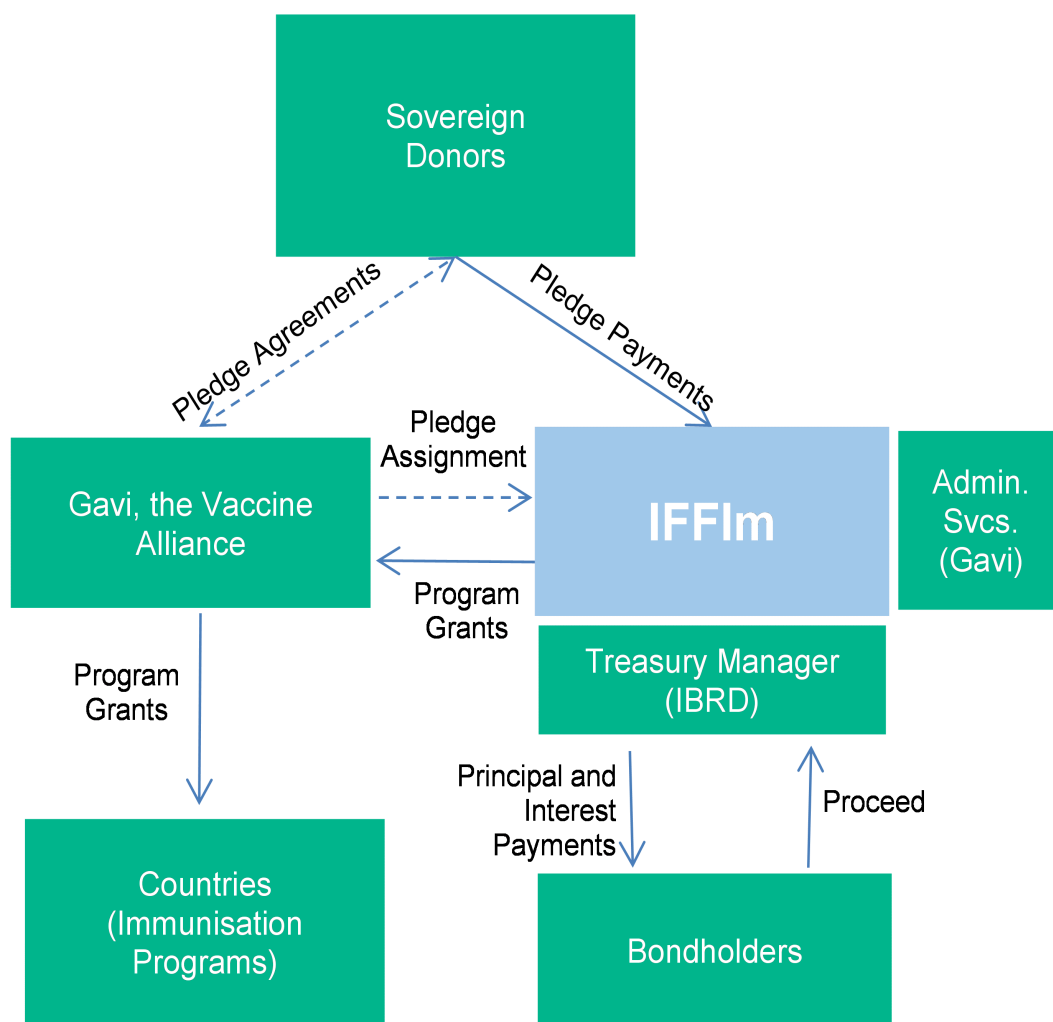 Sovereign
Donors
Pledge Agreements
Pledge Payments
Pledge
Assignment
Gavi, the Vaccine
Alliance
IFFIm
Admin.
Svcs.
(Gavi)
Program
Grants
Treasury Manager
(IBRD)
Program
Grants
Principal and
Interest
Payments
Proceed
Countries
(Immunisation
Programs)
Bondholders